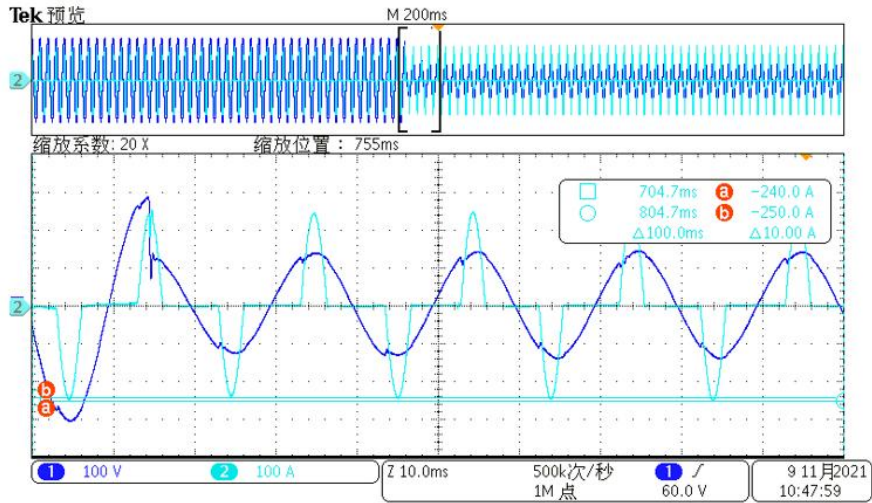 Tek 预览 M 200ms
2
缩放系数: 20 X 缩放位置： 755ms
704.7ms a -240.0 A
804.7ms b -250.0 A
△100.0ms △10.00 A
2
b
a
1 100 V 2 100 A Z 10.0ms 500k次/秒 1 60.0 V 9 11月2021
1M 点 10:47:59